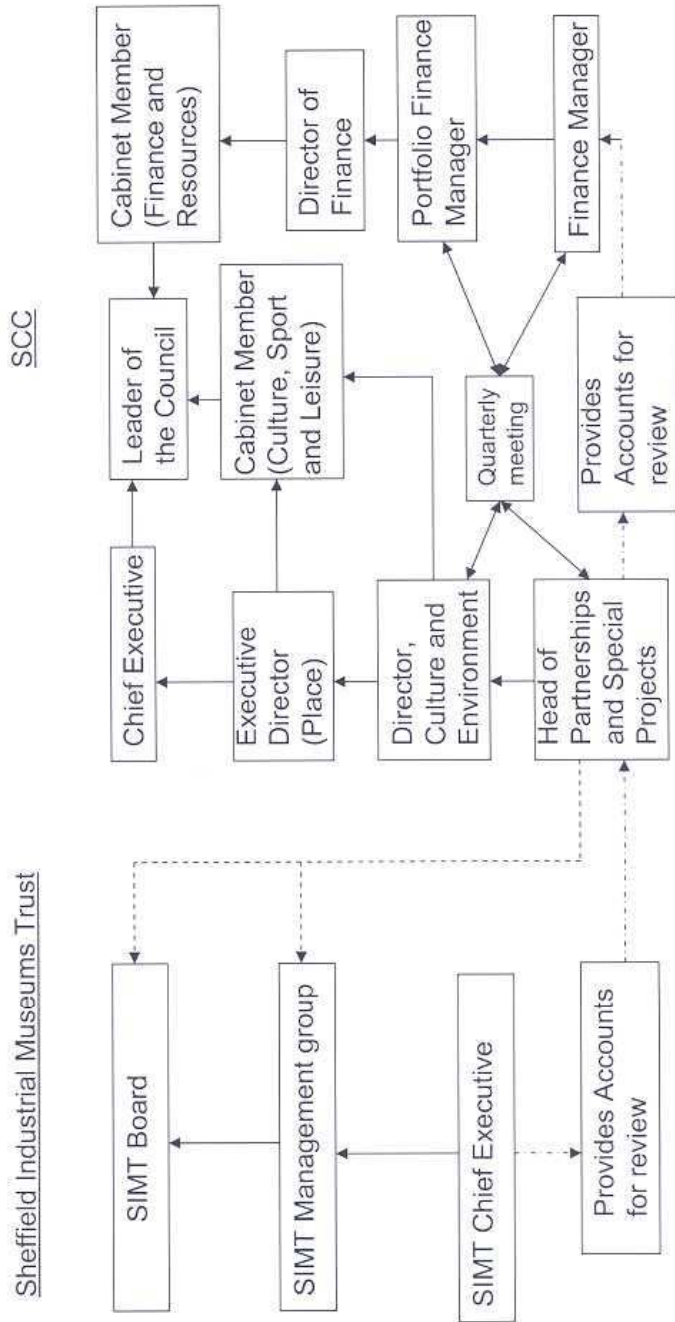 Sheffield Industrial Museums Trust
SIMT Board
SIMT Management group
SIMT Chief Executive
Provides Accounts
for review
SCC
Chief Executive
Leader of
the Council
Cabinet Member
(Finance and
Resources)
Executive
Director
(Place)
Cabinet Member
(Culture, Sport
and Leisure)
Director of
Finance
Director,
Culture and
Environment
Quarterly
meeting
Portfolio Finance
Manager
Head of
Partnerships
and Special
Projects
Provides
Accounts for
review
Finance Manager